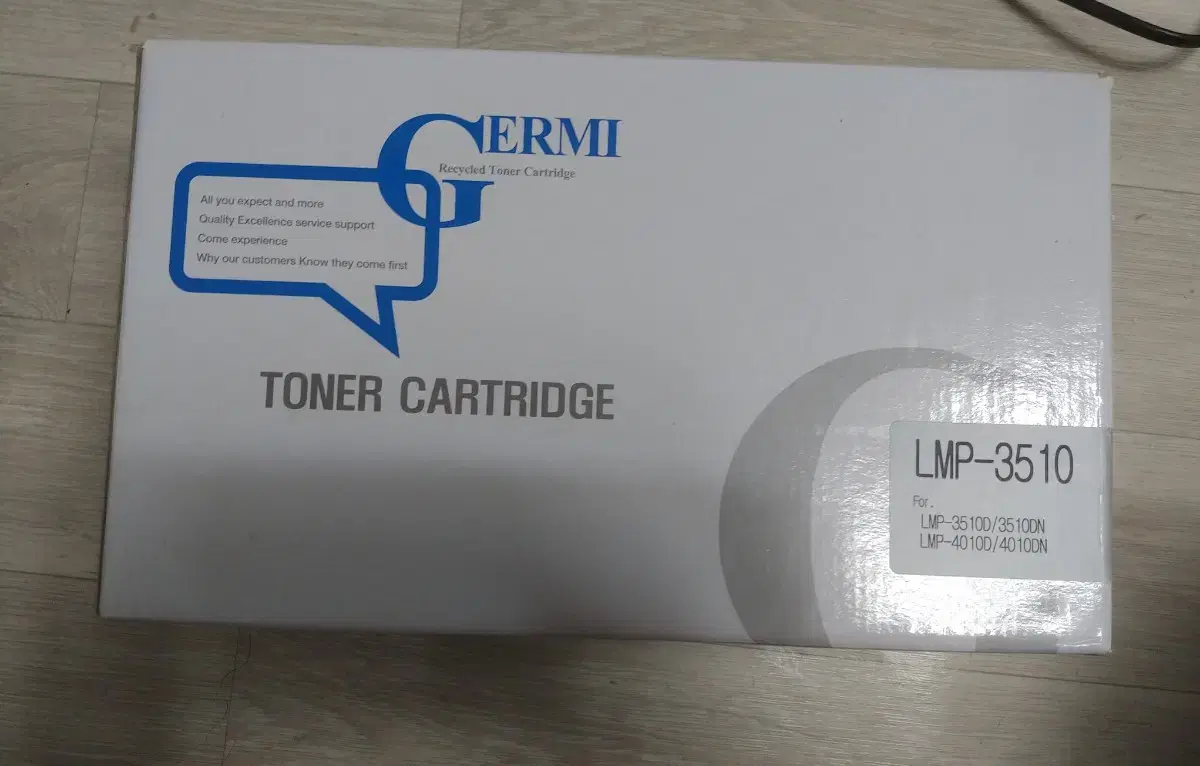 GERMI
Recycled Toner Cartridge
All you expect and more
Quality Excellence service support
Come experience
Why our customers Know they come first
TONER CARTRIDGE
LMP-3510
For.
LMP-3510D/3510DN
LMP-4010D/4010DN